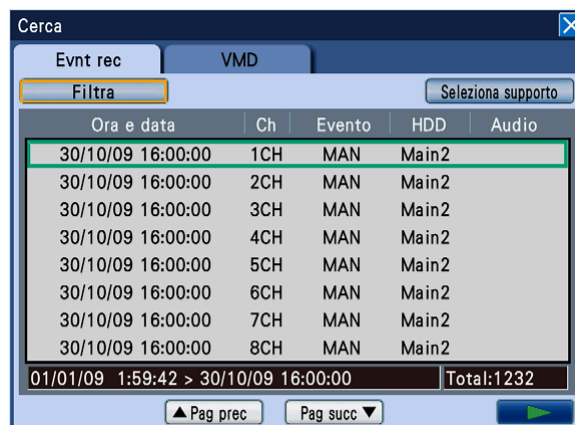 Cerca
Evnt rec VMD
Filtra Seleziona supporto
Ora e data Ch Evento HDD Audio
30/10/09 16:00:00 1CH MAN Main2
30/10/09 16:00:00 2CH MAN Main2
30/10/09 16:00:00 3CH MAN Main2
30/10/09 16:00:00 4CH MAN Main2
30/10/09 16:00:00 5CH MAN Main2
30/10/09 16:00:00 6CH MAN Main2
30/10/09 16:00:00 7CH MAN Main2
30/10/09 16:00:00 8CH MAN Main2
01/01/09 1:59:42 > 30/10/09 16:00:00 Total:1232
▲ Pag prec Pag succ ▼